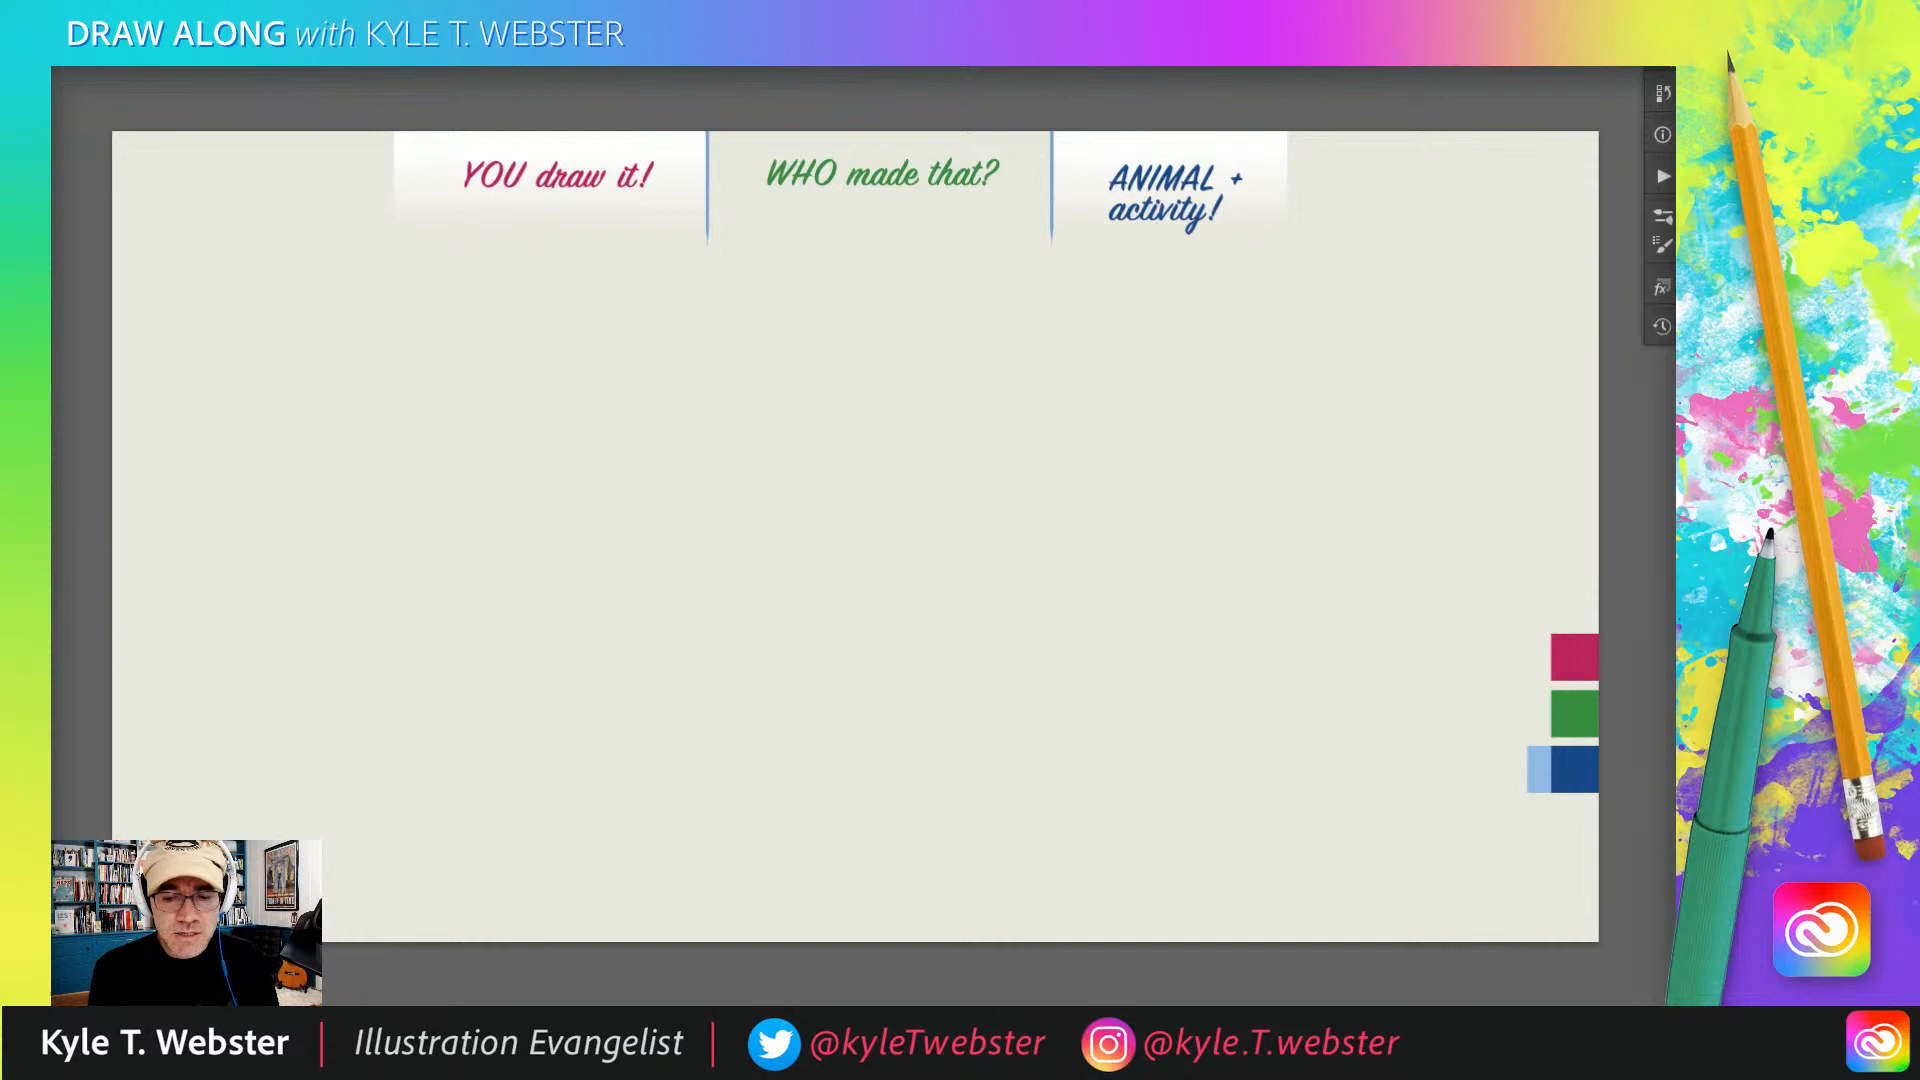 DRAW ALONG with KYLE T. WEBSTER
YOU draw it!
WHO made that?
ANIMAL +
activity!
fx
Kyle T. Webster | Illustration Evangelist | @kyleTwebster @kyle.T.webster